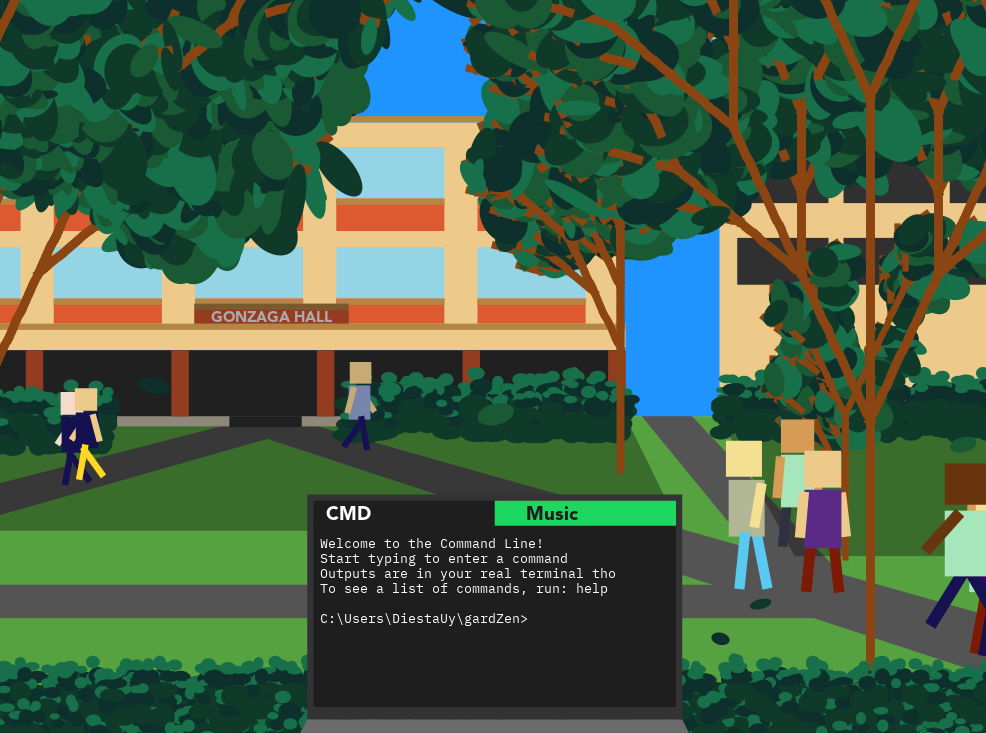 GONZAGA HALL
CMD
Music
Welcome to the Command Line!
Start typing to enter a command
Outputs are in your real terminal tho
To see a list of commands, run: help
C:\Users\DiestaUy\gardZen>